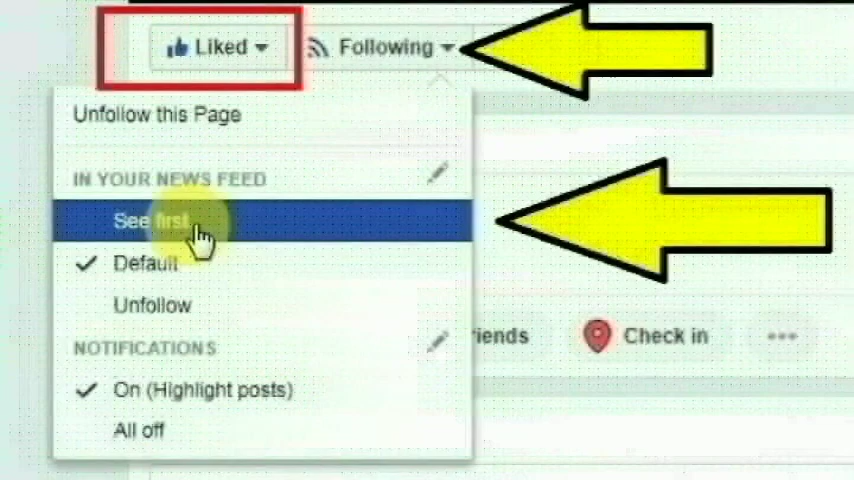 Liked Following
Unfollow this Page
IN YOUR NEWS FEED
See first
Default
Unfollow
riends Check in
NOTIFICATIONS
On (Highlight posts)
All off